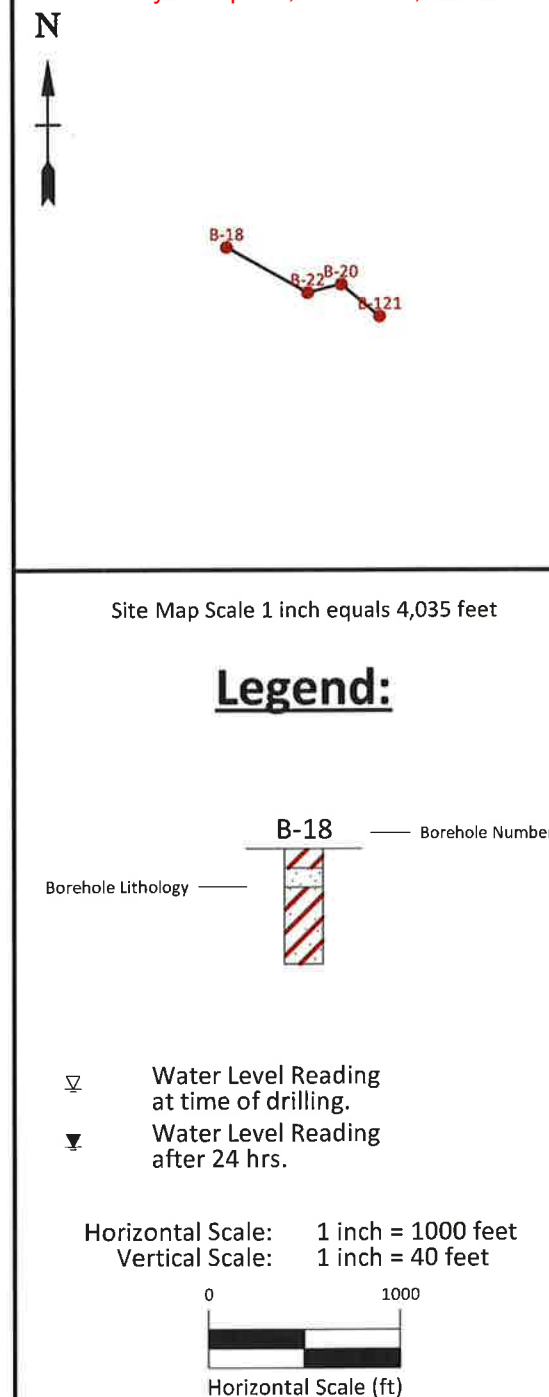 N
B-18
B-22
B-20
B-121
Site Map Scale 1 inch equals 4,035 feet
Legend:
B-18
Borehole Number
Borehole Lithology
Water Level Reading
at time of drilling.
Water Level Reading
after 24 hrs.
Horizontal Scale: 1 inch = 1000 feet
Vertical Scale: 1 inch = 40 feet
0 1000
Horizontal Scale (ft)